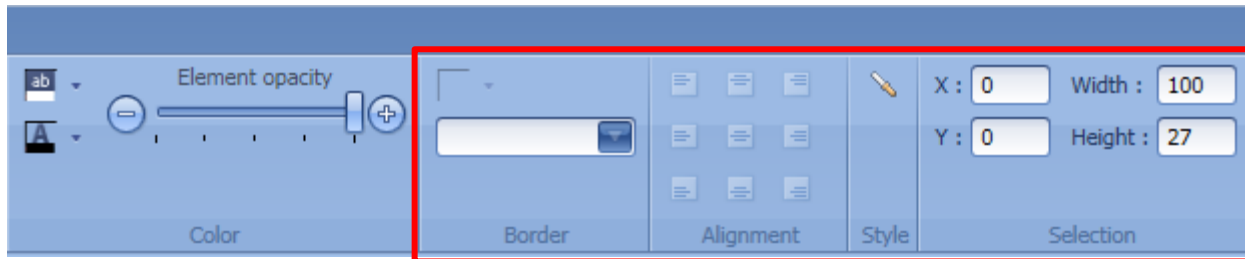 ab
Element opacity
A
X : 0 Width : 100
Y : 0 Height : 27
Color Border Alignment Style Selection